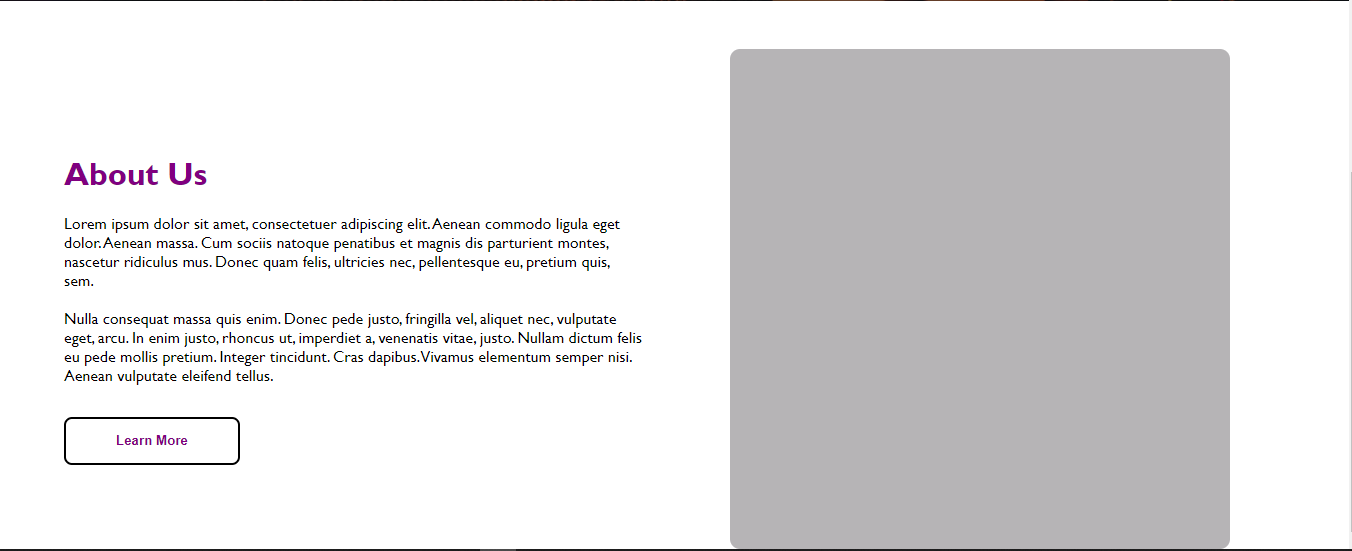 About Us
Lorem ipsum dolor sit amet, consectetuer adipiscing elit. Aenean commodo ligula eget
dolor. Aenean massa. Cum sociis natoque penatibus et magnis dis parturient montes,
nascetur ridiculus mus. Donec quam felis, ultricies nec, pellentesque eu, pretium quis,
sem.
Nulla consequat massa quis enim. Donec pede justo, fringilla vel, aliquet nec, vulputate
eget, arcu. In enim justo, rhoncus ut, imperdiet a, venenatis vitae, justo. Nullam dictum felis
eu pede mollis pretium. Integer tincidunt. Cras dapibus. Vivamus elementum semper nisi.
Aenean vulputate eleifend tellus.
Learn More